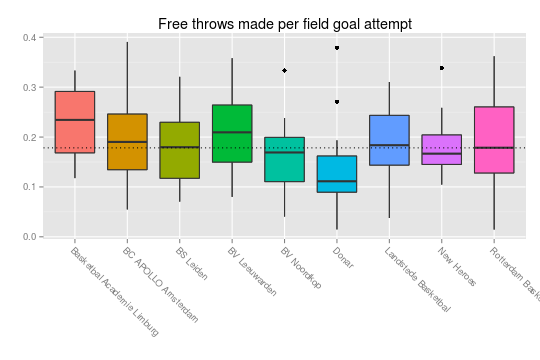 Free throws made per field goal attempt
0.4
0.3
0.2
0.1
0.0
Basketbal Academie Limburg
BC APOLLO Amsterdam
BS Leiden
BV Leeuwarden
BV Noordkop
Donar
Landstede Basketbal
New Heroes
Rotterdam